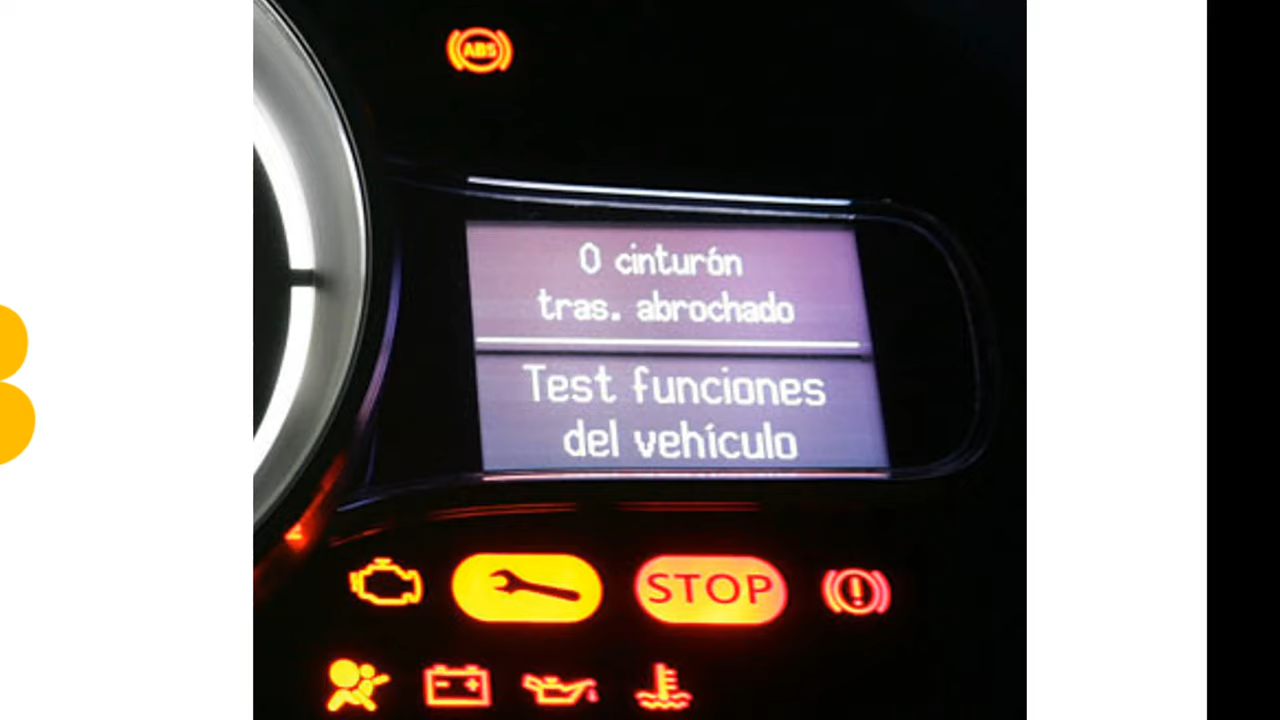 ABS
0 cinturón
tras. abrochado
Test funciones
del vehículo
STOP